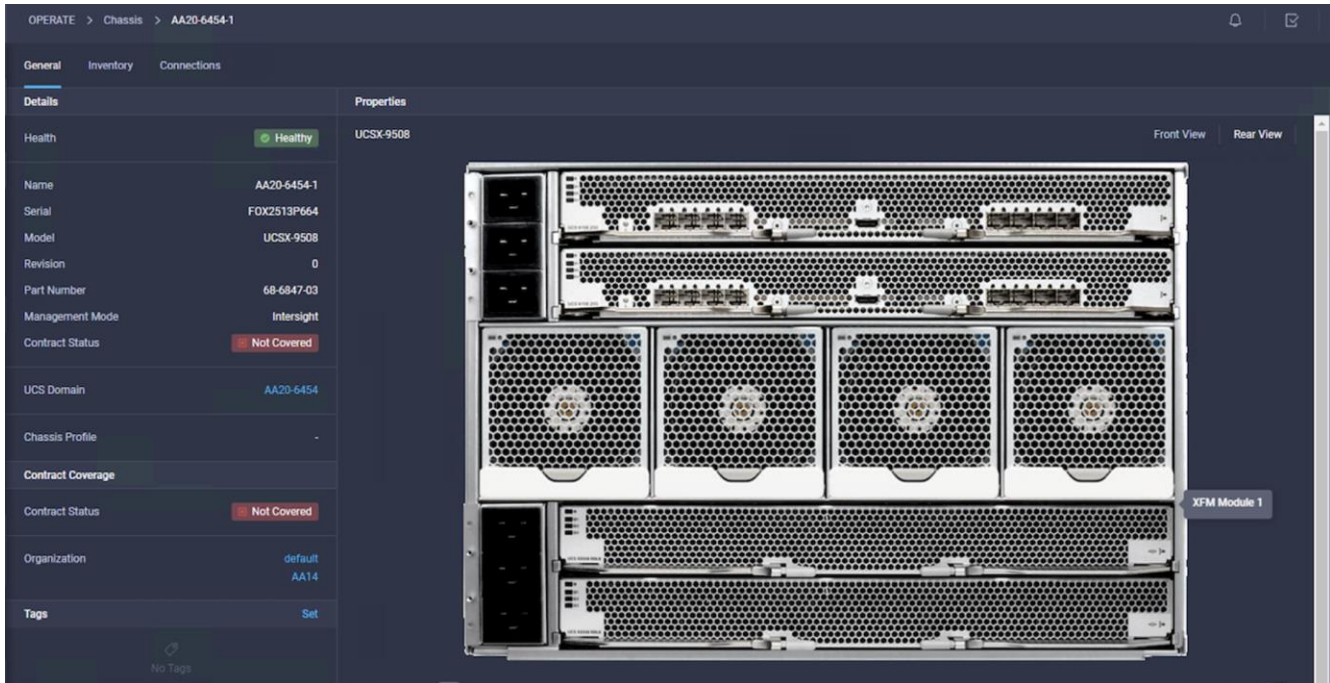 OPERATE > Chassis > AA20-6454-1
General Inventory Connections
Details
Properties
Health Healthy
UCSX-9508
Front View Rear View
Name AA20-6454-1
Serial FOX2513P664
Model UCSX-9508
Revision 0
Part Number 68-6847-03
Management Mode Intersight
Contract Status Not Covered
UCS Domain AA20-6454
Chassis Profile -
Contract Coverage
Contract Status Not Covered
XFM Module 1
Organization default
AA14
Tags Set
No Tags